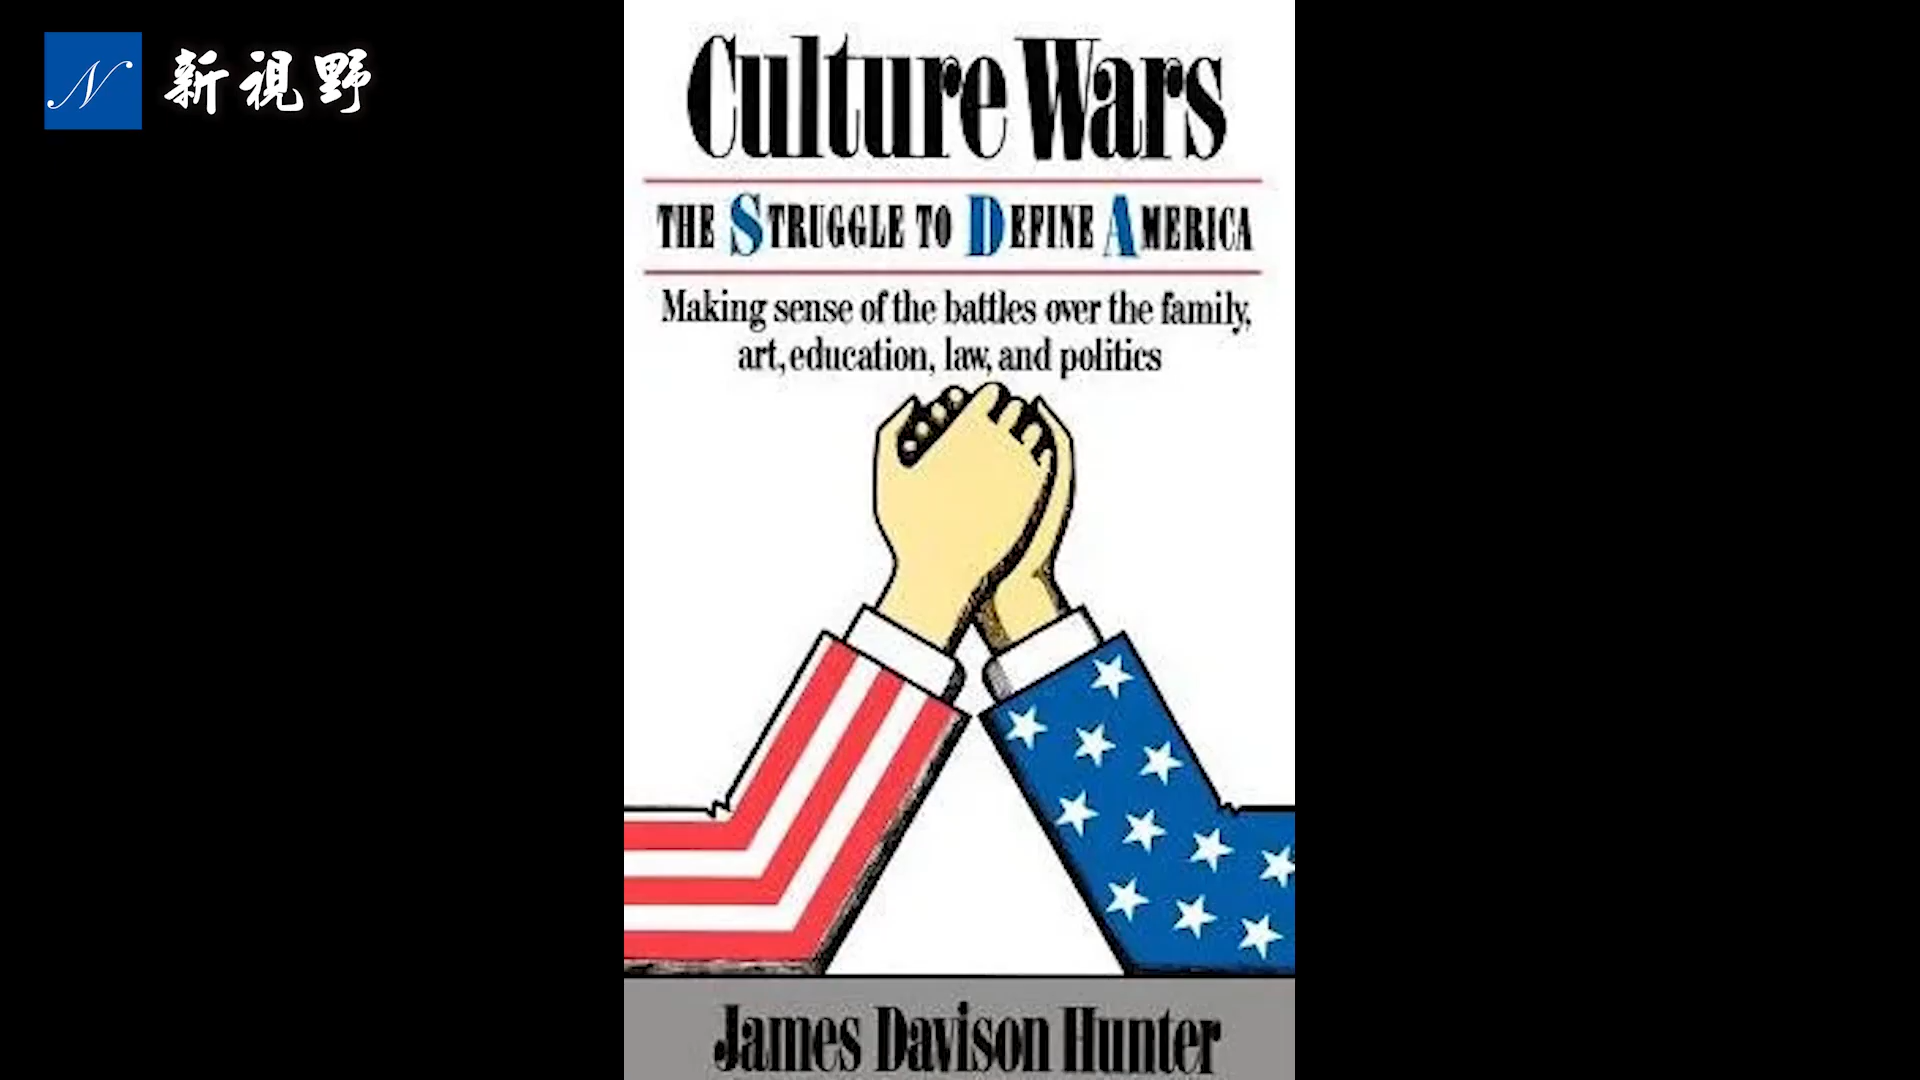 N 新視野
Culture Wars
THE STRUGGLE TO DEFINE AMERICA
Making sense of the battles over the family,
art, education, law, and politics
James Davison Hunter